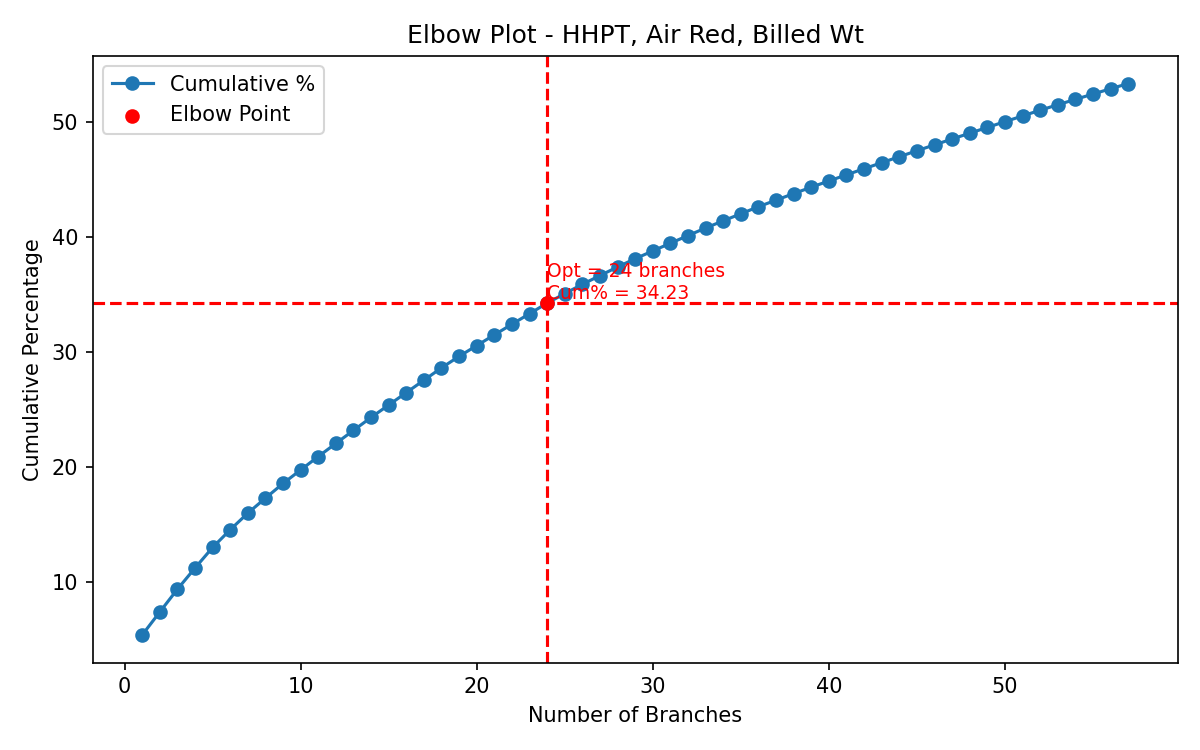 Elbow Plot - HHPT, Air Red, Billed Wt
Cumulative %
Elbow Point
50
40
30
20
10
Cumulative Percentage
Opt = 24 branches
Cum% = 34.23
0
10
20
30
40
50
Number of Branches